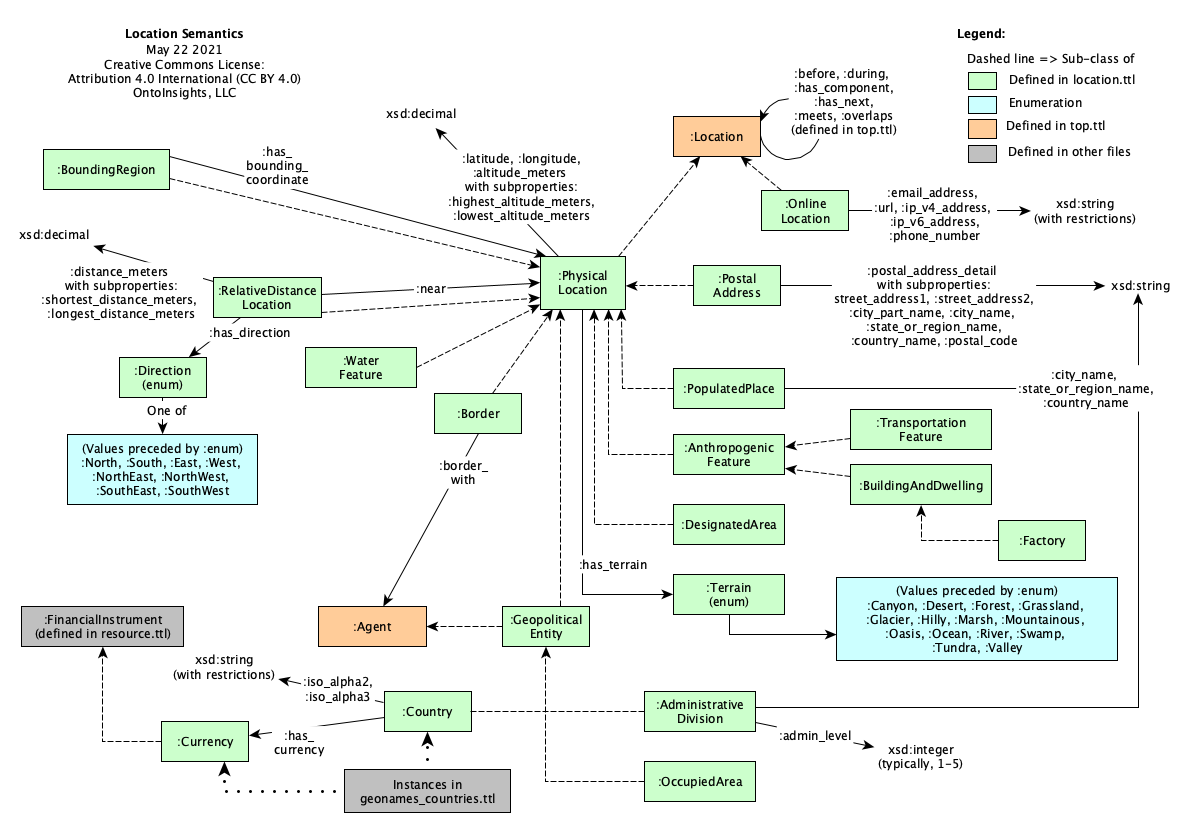 Location Semantics
May 22 2021
Creative Commons License:
Attribution 4.0 International (CC BY 4.0)
OntoInsights, LLC
Legend:
Dashed line => Sub-class of
Defined in location.ttl
Enumeration
Defined in top.ttl
Defined in other files
:before, :during,
:has_component,
:has_next,
:meets, :overlaps
(defined in top.ttl)
:Location
xsd:decimal
:latitude, :longitude,
:altitude_meters
with subproperties:
:highest_altitude_meters,
:lowest_altitude_meters
:BoundingRegion
:has_
bounding_
coordinate
:Online
Location
:email_address,
:url, :ip_v4_address,
:ip_v6_address,
:phone_number
xsd:string
(with restrictions)
xsd:decimal
:distance_meters
with subproperties:
:shortest_distance_meters,
:longest_distance_meters
:RelativeDistance
Location
:near
:Physical
Location
:Postal
Address
:postal_address_detail
with subproperties:
street_address1, :street_address2,
:city_part_name, :city_name,
:state_or_region_name,
:country_name, :postal_code
xsd:string
:has_direction
:Direction
(enum)
One of
(Values preceded by :enum)
:North, :South, :East, :West,
:NorthEast, :NorthWest,
:SouthEast, :SouthWest
:Water
Feature
:Border
:border_
with
:PopulatedPlace
:city_name,
:state_or_region_name,
:country_name
:Anthropogenic
Feature
:Transportation
Feature
:BuildingAndDwelling
:DesignatedArea
:Factory
:has_terrain
:Terrain
(enum)
(Values preceded by :enum)
:Canyon, :Desert, :Forest, :Grassland,
:Glacier, :Hilly, :Marsh, :Mountainous,
:Oasis, :Ocean, :River, :Swamp,
:Tundra, :Valley
:FinancialInstrument
(defined in resource.ttl)
:Agent
:Geopolitical
Entity
xsd:string
(with restrictions)
:iso_alpha2,
:iso_alpha3
:Country
:Administrative
Division
:Currency
:has_
currency
:admin_level
xsd:integer
(typically, 1-5)
Instances in
geonames_countries.ttl
:OccupiedArea